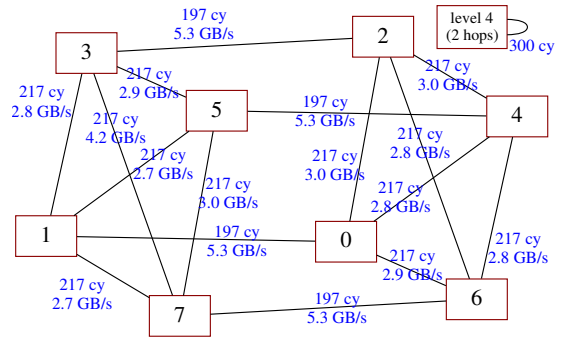 197 cy
5.3 GB/s
level 4
(2 hops)
300 cy
2
3
217 cy
3.0 GB/s
217 cy
2.9 GB/s
217 cy
2.8 GB/s
5
197 cy
5.3 GB/s
4
217 cy
4.2 GB/s
217 cy
2.8 GB/s
217 cy
2.7 GB/s
217 cy
3.0 GB/s
217 cy
3.0 GB/s
217 cy
2.8 GB/s
1
197 cy
5.3 GB/s
0
217 cy
2.8 GB/s
217 cy
2.9 GB/s
217 cy
2.7 GB/s
6
7
197 cy
5.3 GB/s